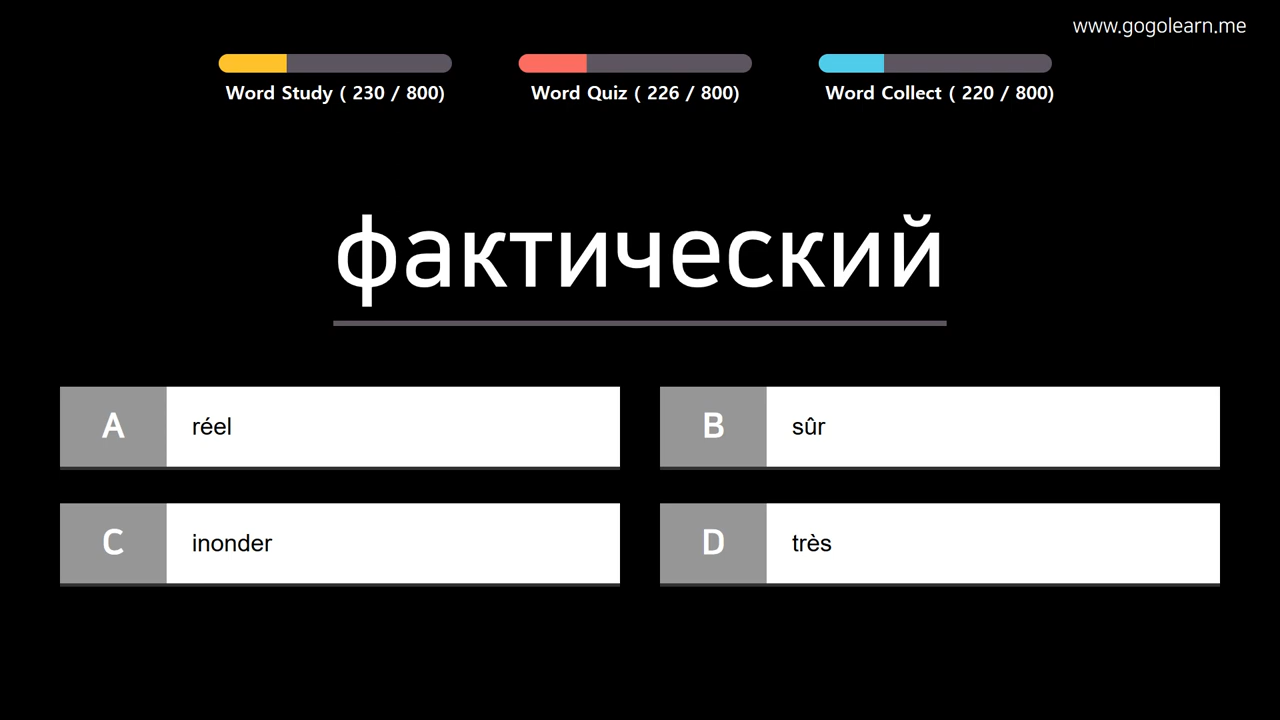 www.gogolearn.me
Word Study ( 230 / 800)
Word Quiz ( 226 / 800)
Word Collect ( 220 / 800)
фактический
A
réel
B
sûr
C
inonder
D
très